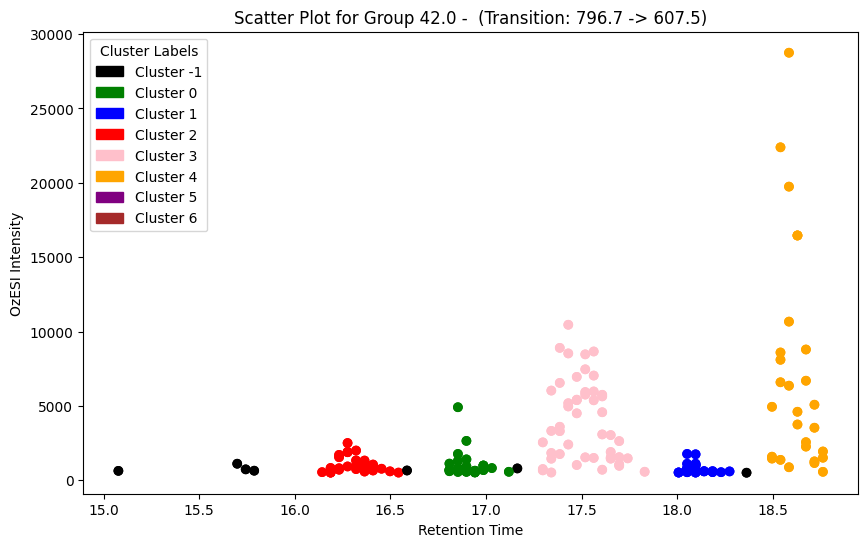 Scatter Plot for Group 42.0 -  (Transition: 796.7 -> 607.5)
30000
25000
20000
15000
10000
5000
0
OzESI Intensity
Cluster Labels
Cluster -1
Cluster 0
Cluster 1
Cluster 2
Cluster 3
Cluster 4
Cluster 5
Cluster 6
15.0 15.5 16.0 16.5 17.0 17.5 18.0 18.5
Retention Time